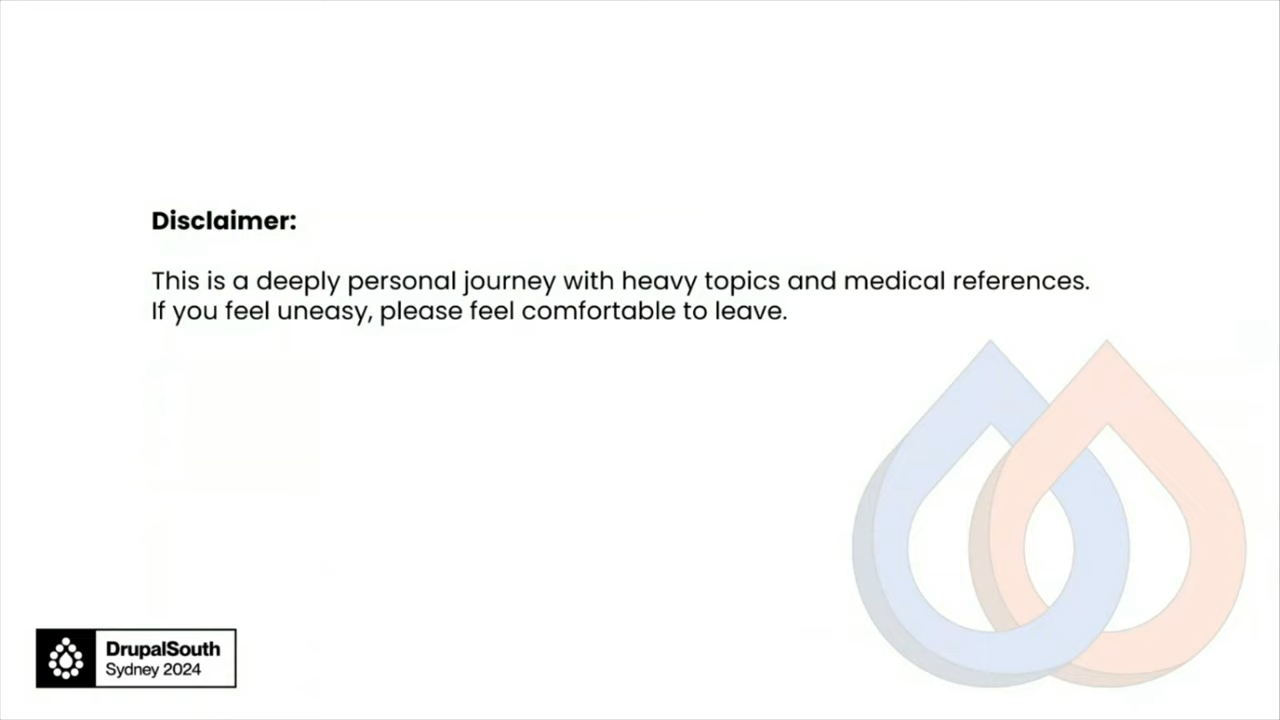 Disclaimer:
This is a deeply personal journey with heavy topics and medical references.
If you feel uneasy, please feel comfortable to leave.
DrupalSouth
Sydney 2024